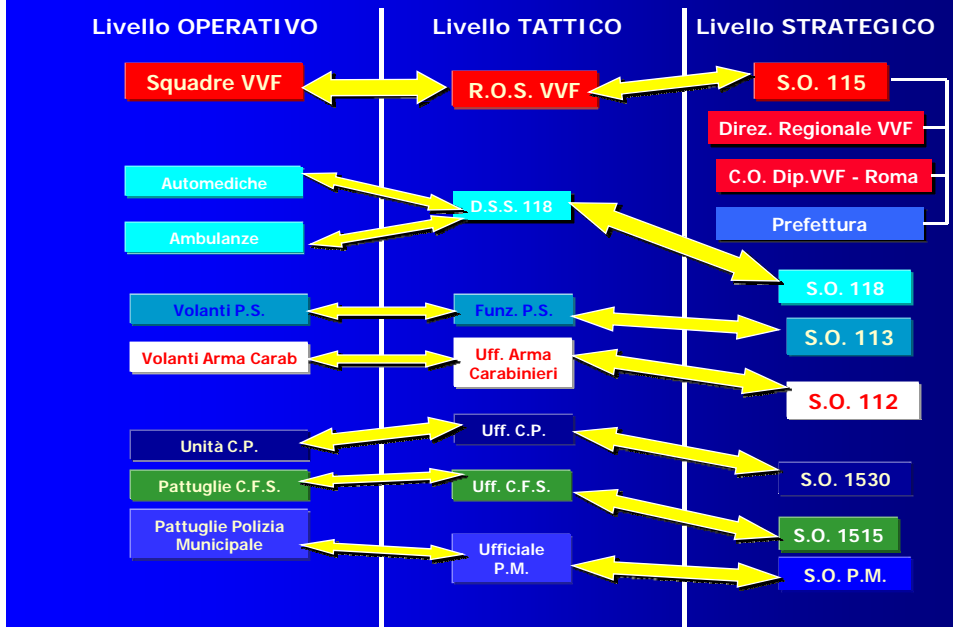 Livello OPERATIVO
Livello TATTICO
Livello STRATEGICO
Squadre VVF
R.O.S. VVF
S.O. 115
Direz. Regionale VVF
C.O. Dip.VVF - Roma
Prefettura
Automediche
Ambulanze
D.S.S. 118
S.O. 118
Volanti P.S.
Funz. P.S.
S.O. 113
Volanti Arma Carab
Uff. Arma
Carabinieri
S.O. 112
Unità C.P.
Uff. C.P.
S.O. 1530
Pattuglie C.F.S.
Uff. C.F.S.
S.O. 1515
Pattuglie Polizia
Municipale
Ufficiale
P.M.
S.O. P.M.